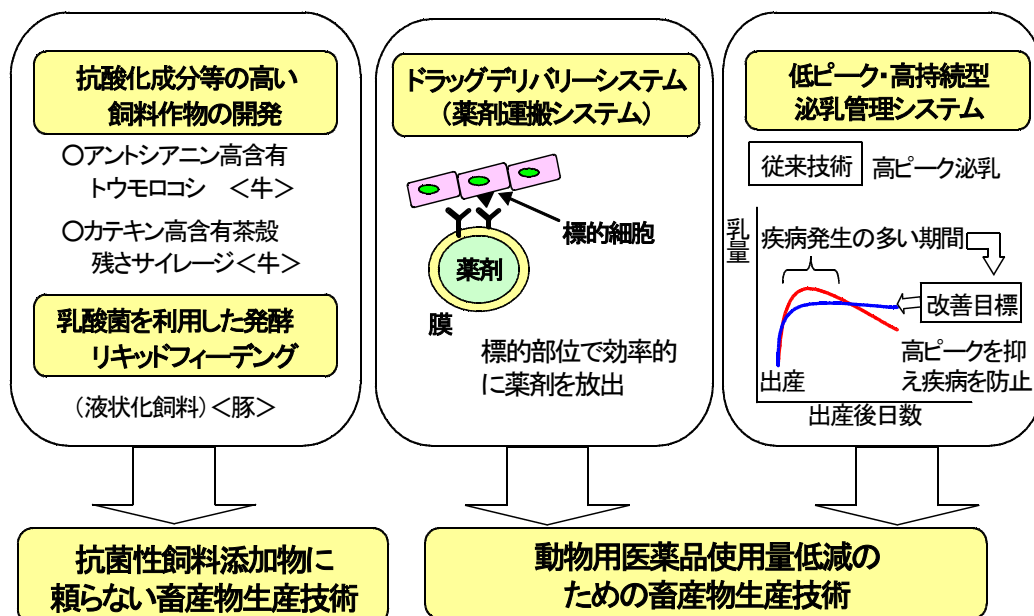 抗酸化成分等の高い
飼料作物の開発
○アントシアニン高含有
トウモロコシ <牛>
○カテキン高含有茶殻
残さサイレージ<牛>
乳酸菌を利用した発酵
リキッドフィーデング
(液状化飼料)<豚>
ドラッグデリバリーシステム
(薬剤運搬システム)
標的細胞
薬剤
膜
標的部位で効率的
に薬剤を放出
低ピーク・高持続型
泌乳管理システム
従来技術 高ピーク泌乳
乳量
疾病発生の多い期間
改善目標
高ピークを抑
え疾病を防止
出産
出産後日数
抗菌性飼料添加物に
頼らない畜産物生産技術
動物用医薬品使用量低減の
ための畜産物生産技術